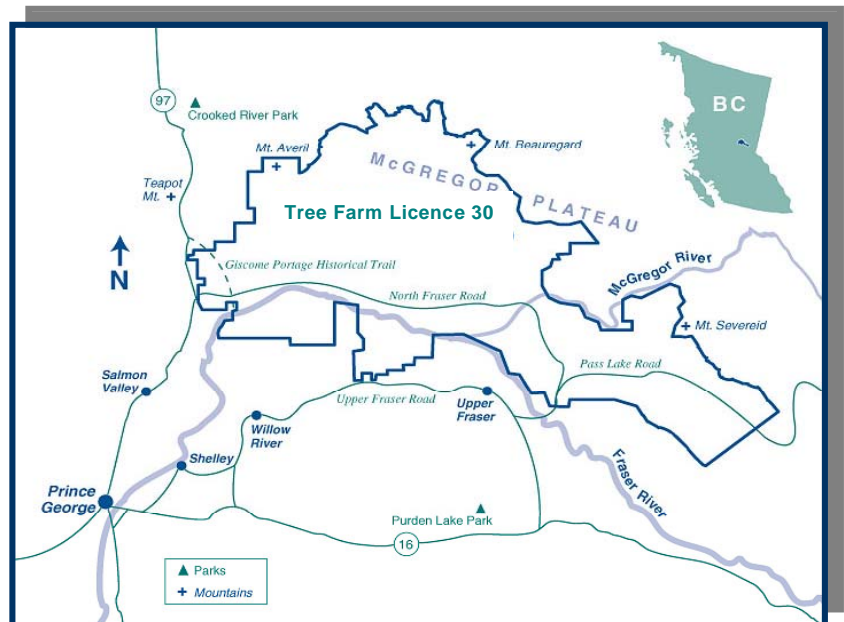 BC
97
Crooked River Park
Mt. Averil
Mt. Beauregard
McGREGOR PLATEAU
Teapot
Mt.
Tree Farm Licence 30
N
Giscome Portage Historical Trail
McGregor River
North Fraser Road
Mt. Severeid
Salmon
Valley
Pass Lake Road
Upper Fraser Road
Upper
Fraser
Willow
River
Shelley
Fraser River
Prince
George
Purden Lake Park
16
Parks
Mountains